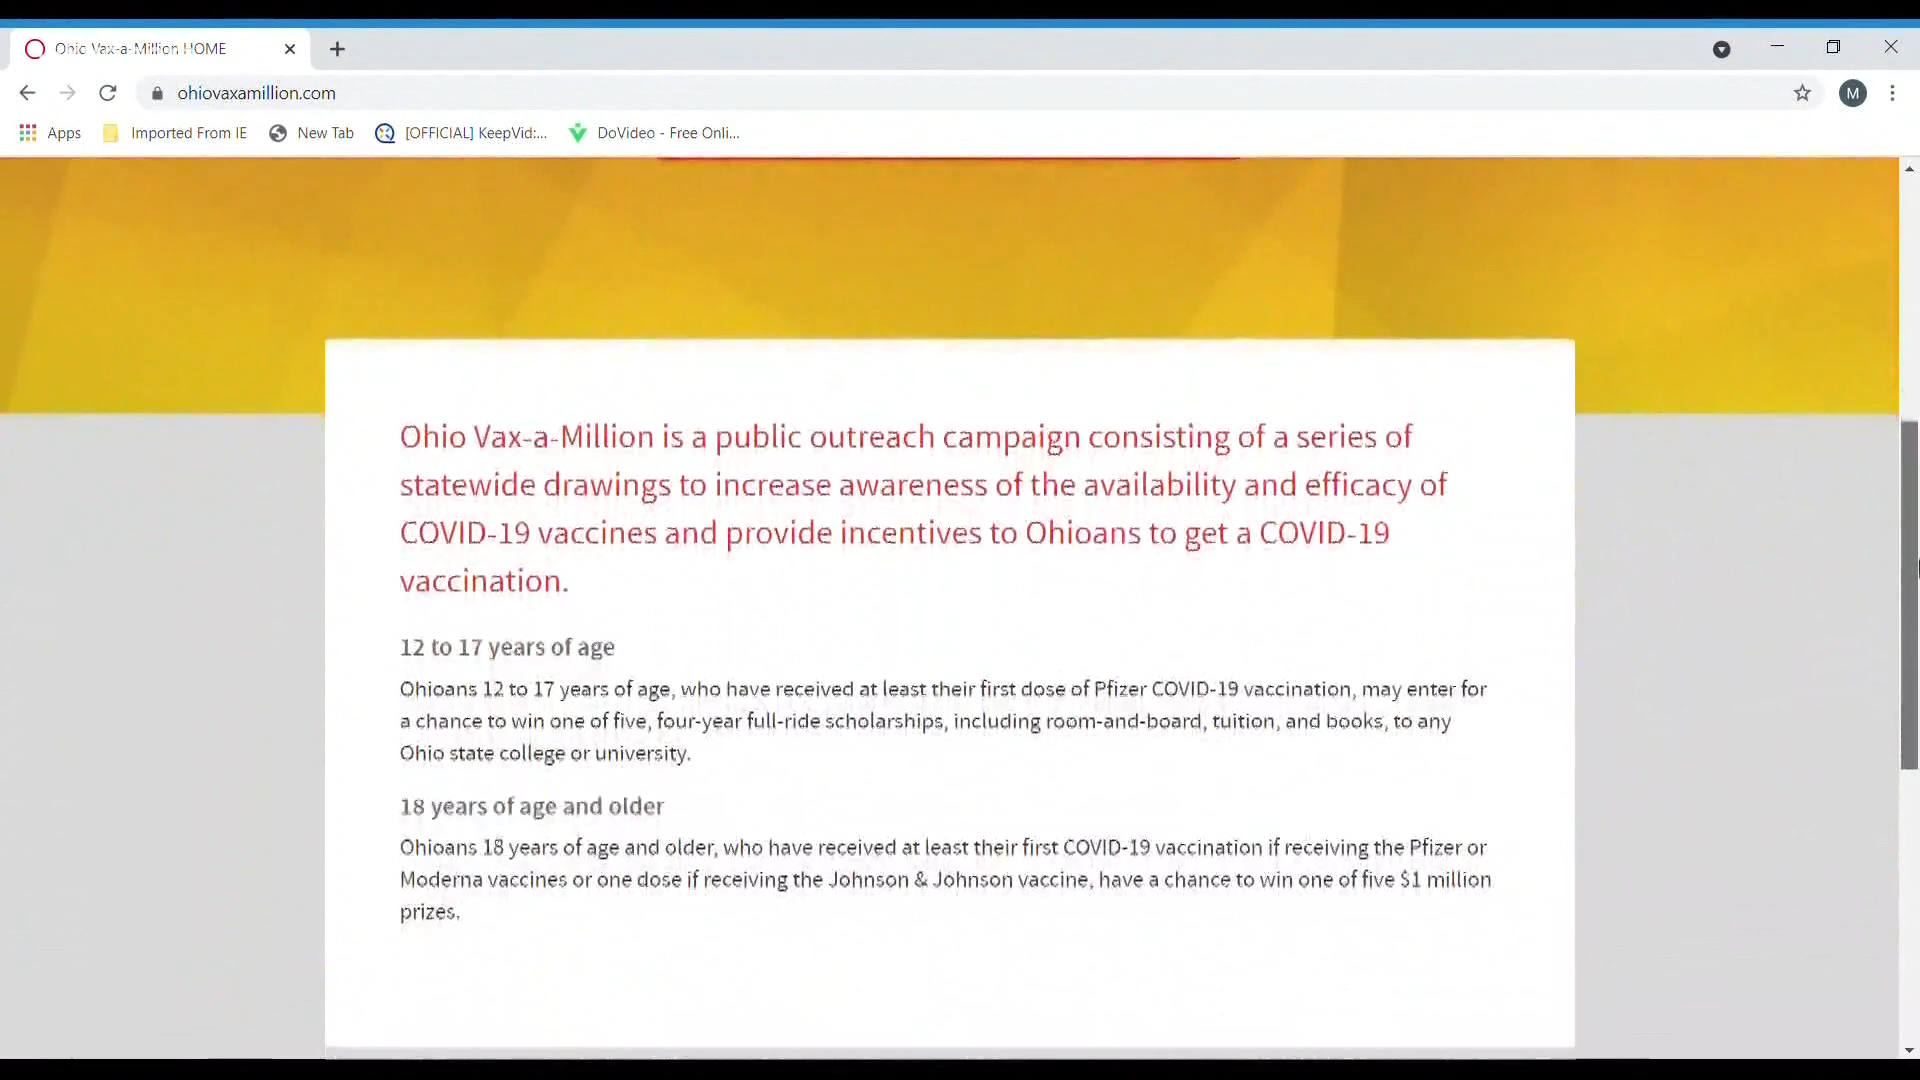 Ohio Vax-a-Million HOME
ohiovaxamillion.com
M
Apps
Imported From IE
New Tab
[OFFICIAL] KeepVid:...
DoVideo - Free Onli...
Ohio Vax-a-Million is a public outreach campaign consisting of a series of
statewide drawings to increase awareness of the availability and efficacy of
COVID-19 vaccines and provide incentives to Ohioans to get a COVID-19
vaccination.
12 to 17 years of age
Ohioans 12 to 17 years of age, who have received at least their first dose of Pfizer COVID-19 vaccination, may enter for
a chance to win one of five, four-year full-ride scholarships, including room-and-board, tuition, and books, to any
Ohio state college or university.
18 years of age and older
Ohioans 18 years of age and older, who have received at least their first COVID-19 vaccination if receiving the Pfizer or
Moderna vaccines or one dose if receiving the Johnson & Johnson vaccine, have a chance to win one of five $1 million
prizes.